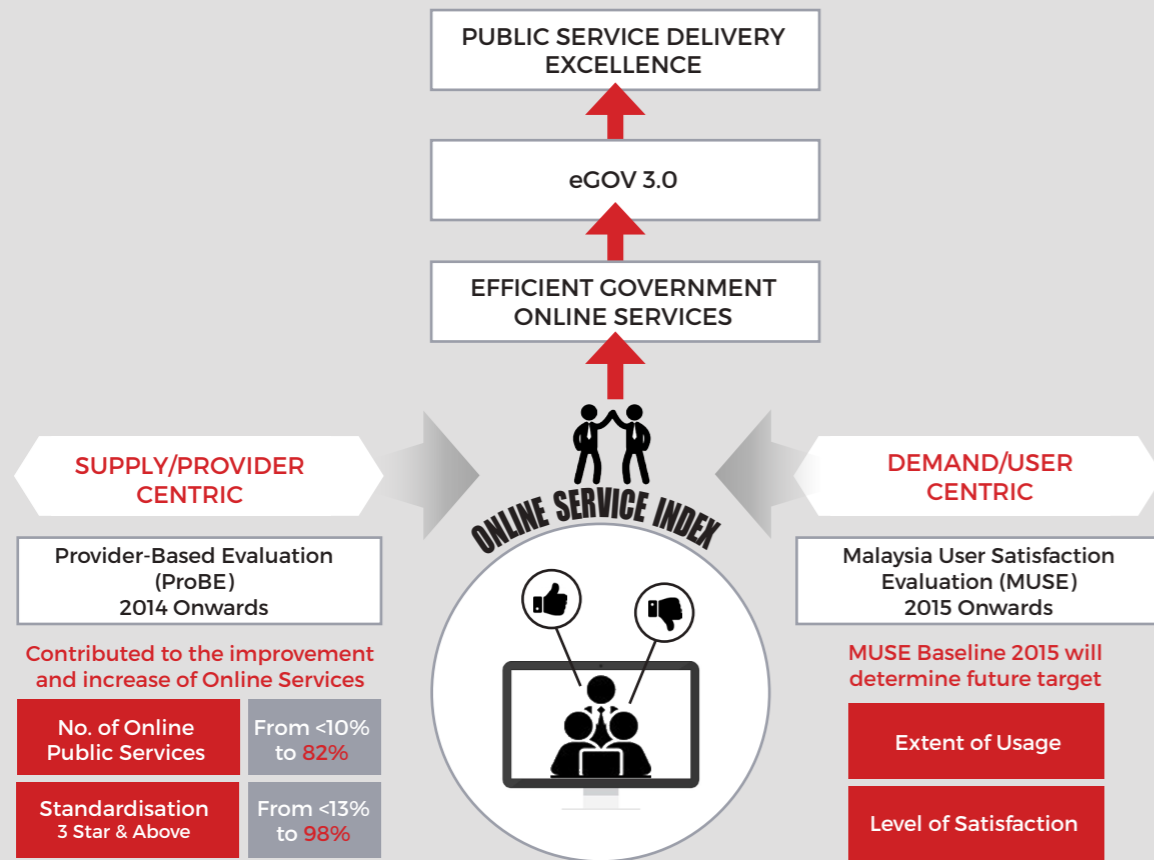 PUBLIC SERVICE DELIVERY
EXCELLENCE
eGOV 3.0
EFFICIENT GOVERNMENT
ONLINE SERVICES
SUPPLY/PROVIDER
CENTRIC
Provider-Based Evaluation
(ProBE)
2014 Onwards
Contributed to the improvement
and increase of Online Services
No. of Online
Public Services
From <10%
to 82%
Standardisation
3 Star & Above
From <13%
to 98%
ONLINE SERVICE INDEX
DEMAND/USER
CENTRIC
Malaysia User Satisfaction
Evaluation (MUSE)
2015 Onwards
MUSE Baseline 2015 will
determine future target
Extent of Usage
Level of Satisfaction